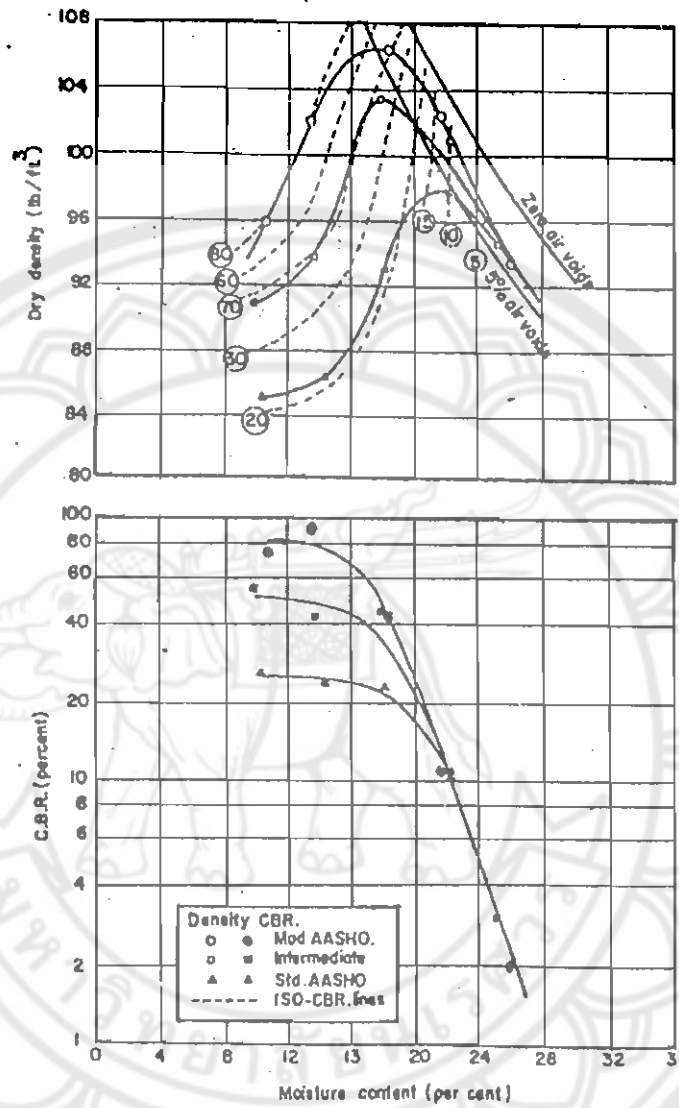 108
104
100
96
92
88
84
80
Dry density (lb/ft³)
80
60
70
30
20
15
10
5
Zero air voids
5% air voids
100
80
60
40
20
10
8
6
4
2
1
C.B.R. (percent)
Density CBR.
Mod AASHO.
Intermediate
Std. AASHO
ISO-CBR. lines
0 4 8 12 13 20 24 28 32 3
Moisture content (per cent)